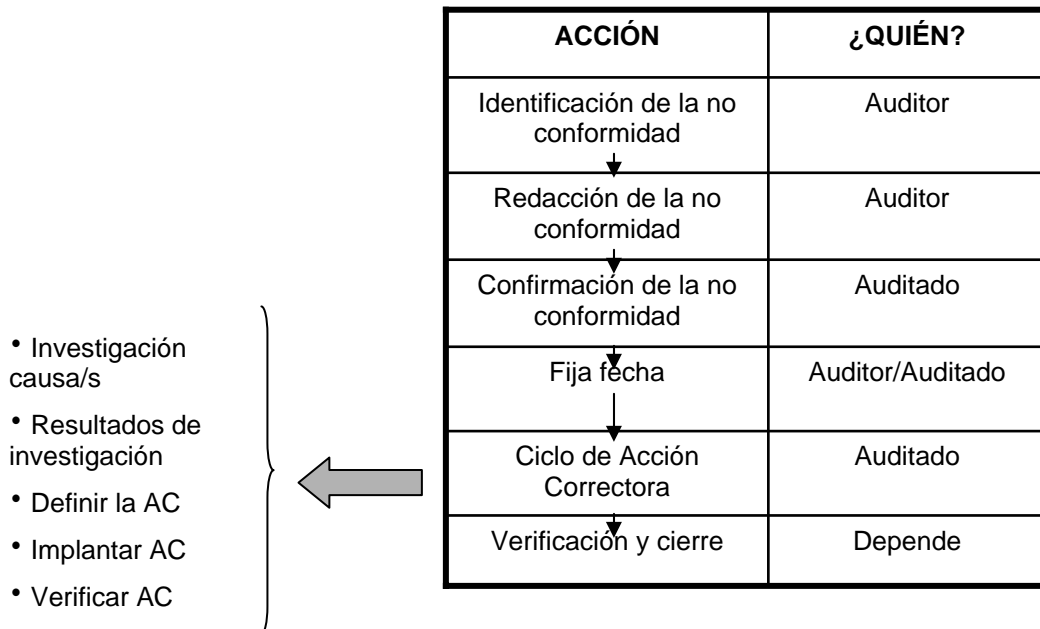 ACCIÓN
¿QUIÉN?
Identificación de la no
conformidad
Auditor
Redacción de la no
conformidad
Auditor
Confirmación de la no
conformidad
Auditado
Fija fecha
Auditor/Auditado
Ciclo de Acción
Correctora
Auditado
Verificación y cierre
Depende
• Investigación
causa/s
• Resultados de
investigación
• Definir la AC
• Implantar AC
• Verificar AC